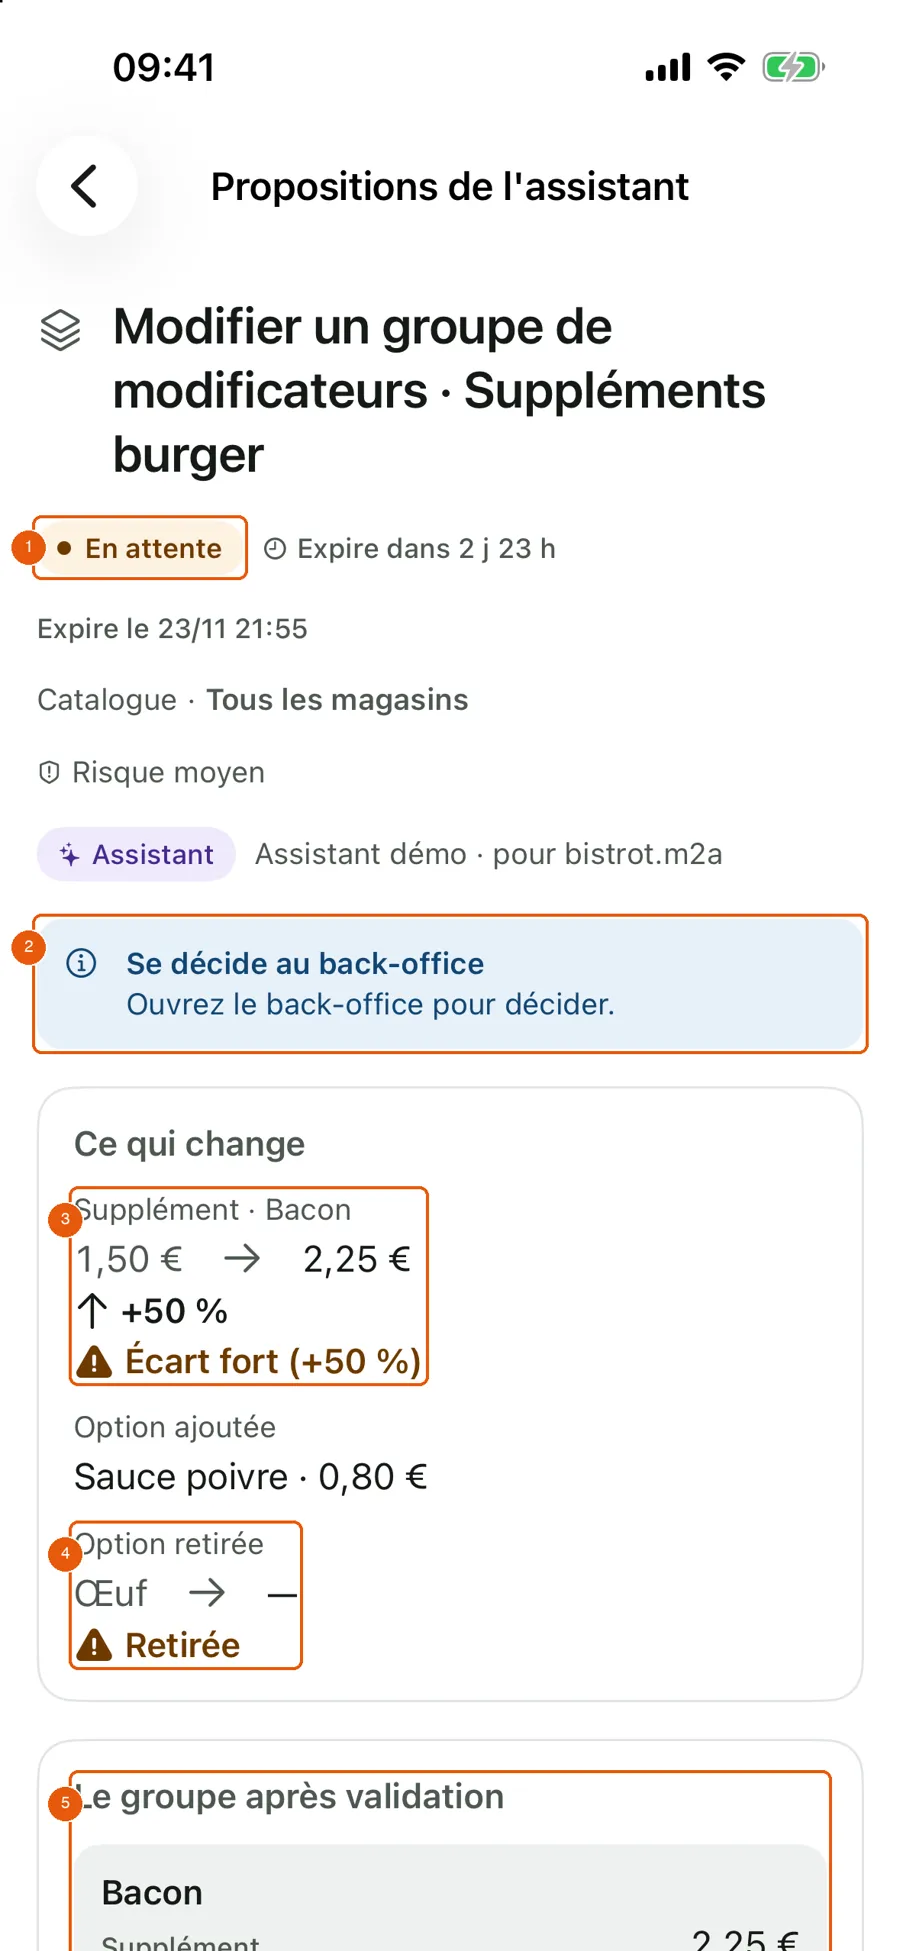 09:41
Propositions de l'assistant
Modifier un groupe de
modificateurs · Suppléments
burger
1
En attente
Expire dans 2 j 23 h
Expire le 23/11 21:55
Catalogue · Tous les magasins
Risque moyen
Assistant
Assistant démo · pour bistrot.m2a
2
Se décide au back-office
Ouvrez le back-office pour décider.
Ce qui change
3
Supplément · Bacon
1,50 € → 2,25 €
↑ +50 %
Écart fort (+50 %)
Option ajoutée
Sauce poivre · 0,80 €
4
Option retirée
Œuf → —
Retirée
5
Le groupe après validation
Bacon
Supplément 2,25 €